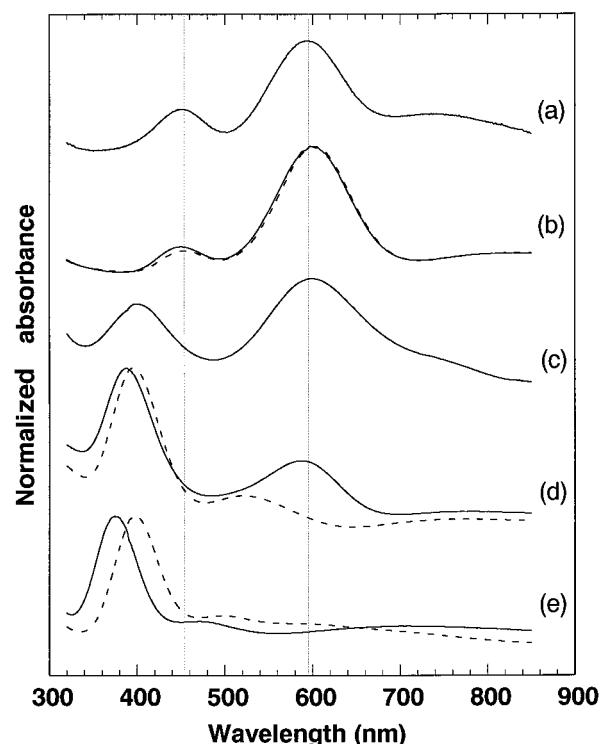 (a)
(b)
(c)
(d)
(e)
Normalized absorbance
300 400 500 600 700 800 900
Wavelength (nm)